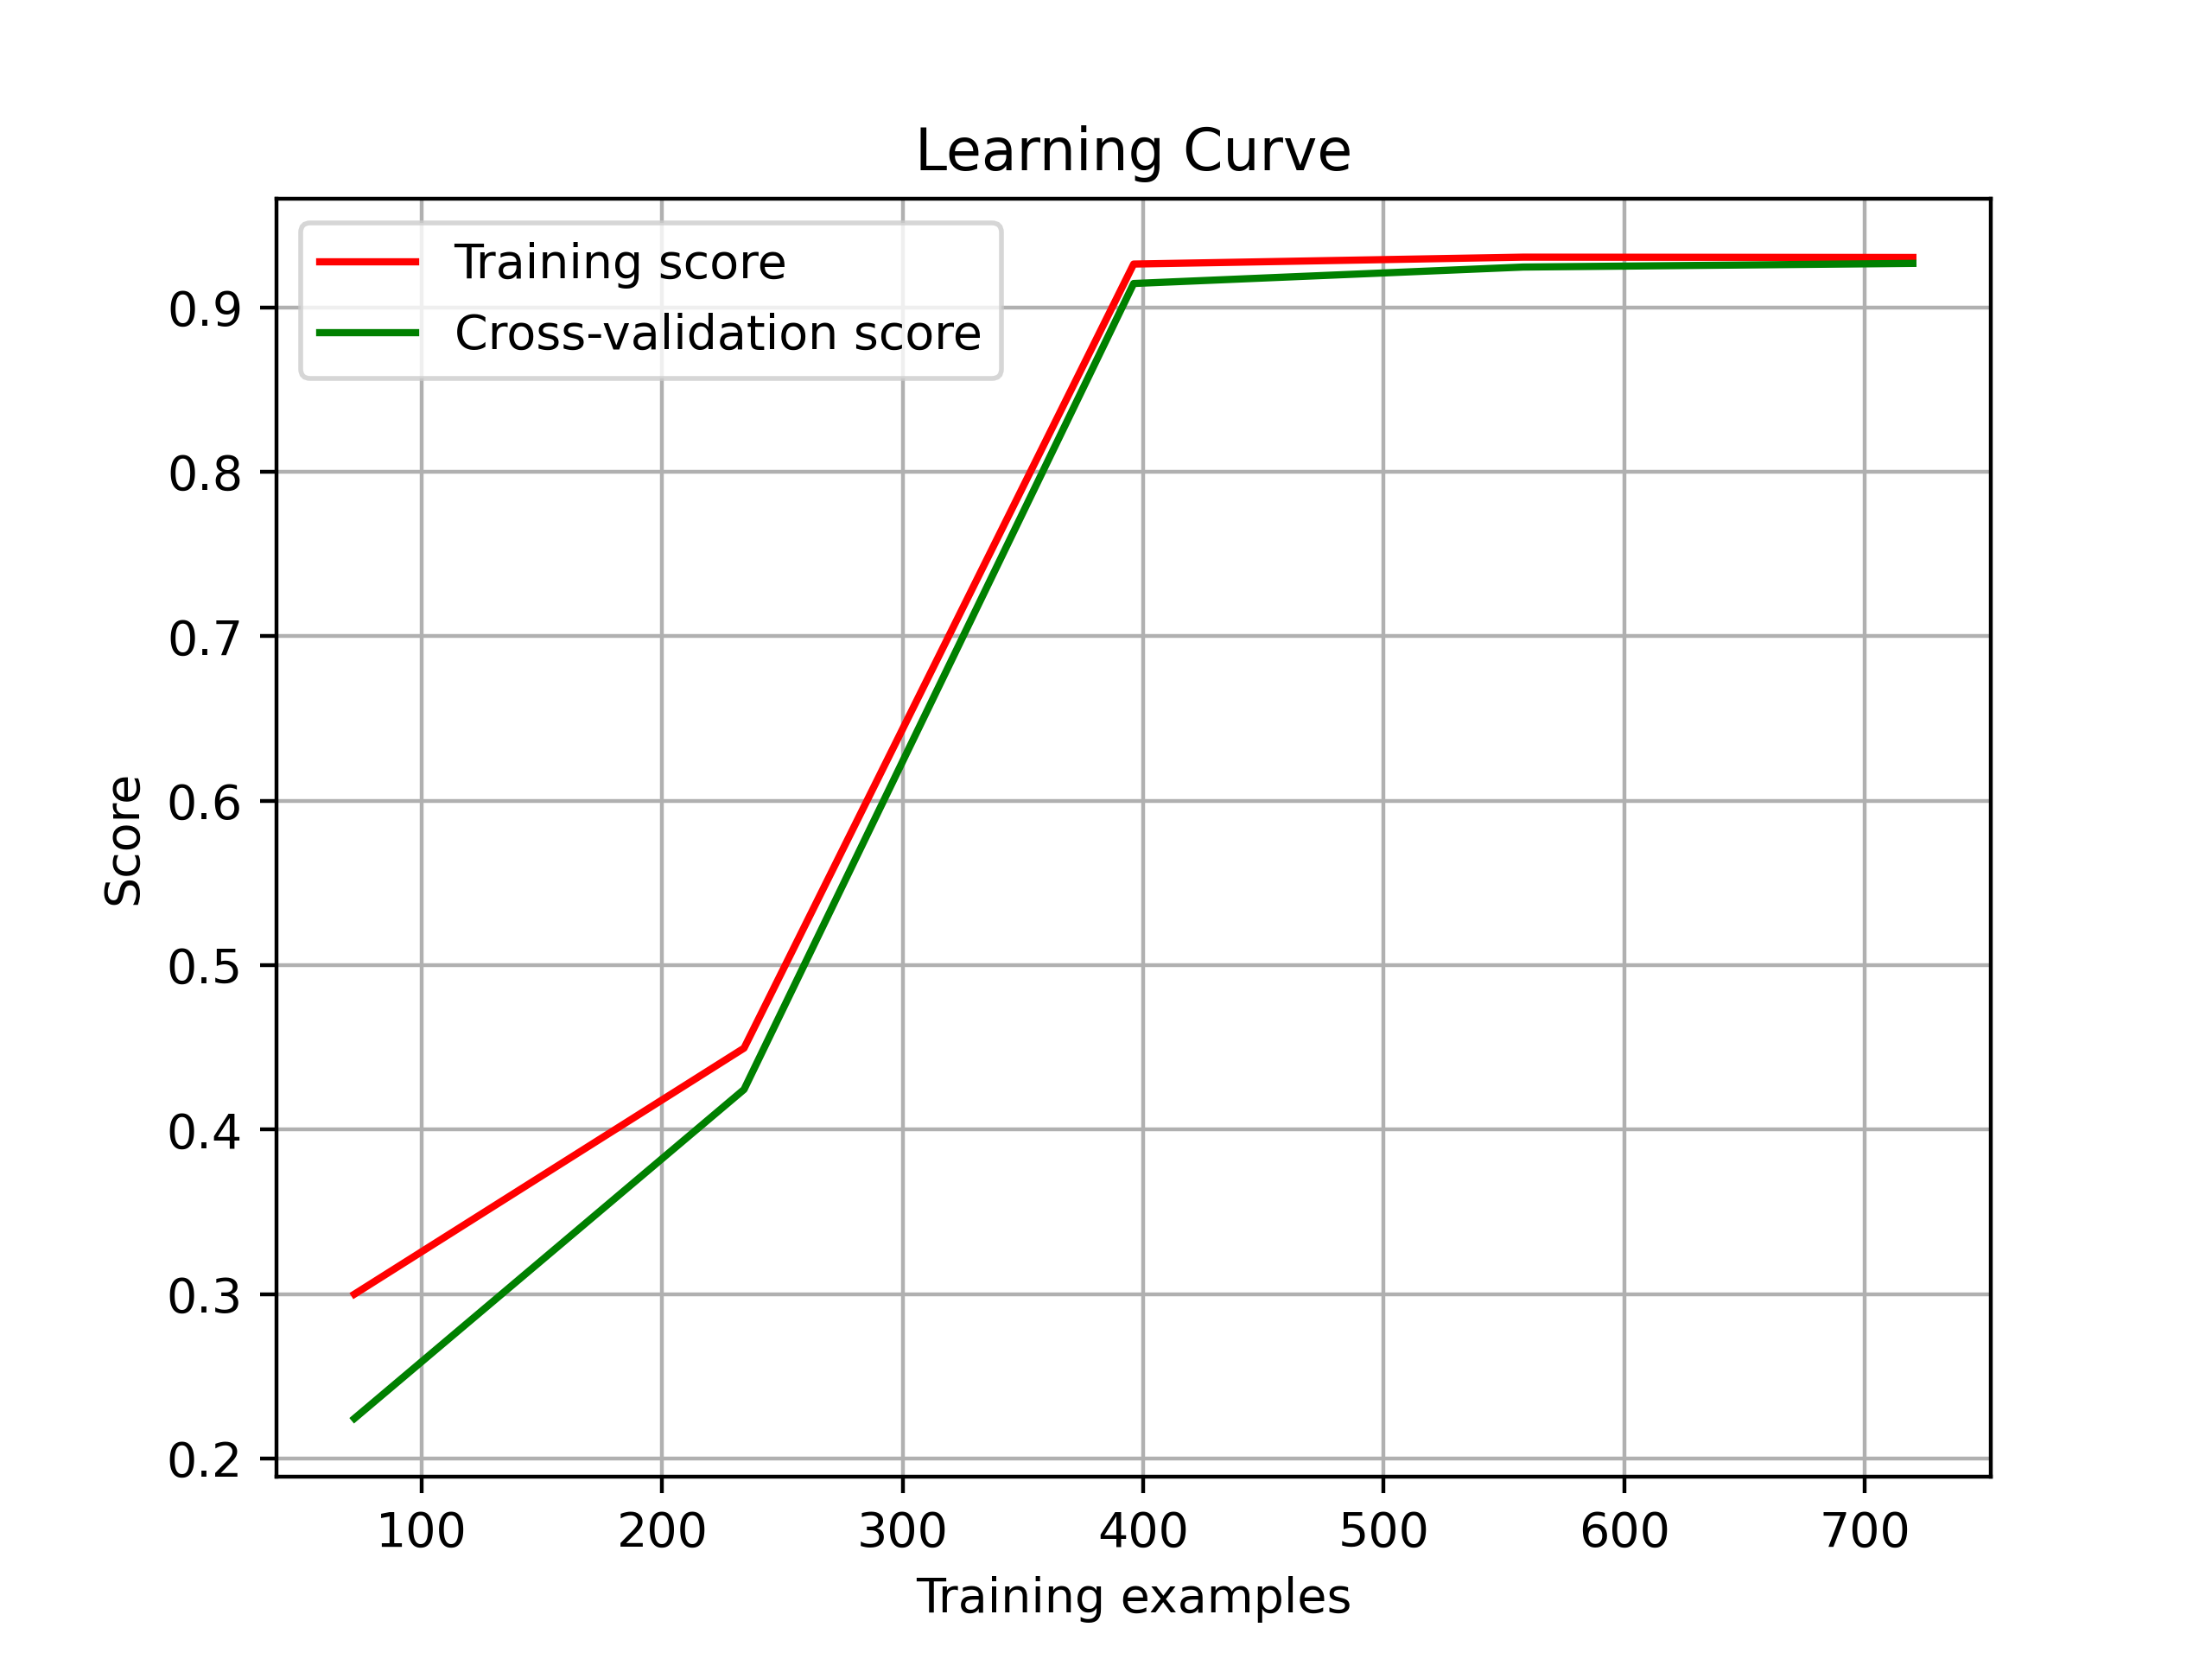 Learning Curve
Training score
Cross-validation score
0.9
0.8
0.7
0.6
0.5
0.4
0.3
0.2
Score
100 200 300 400 500 600 700
Training examples